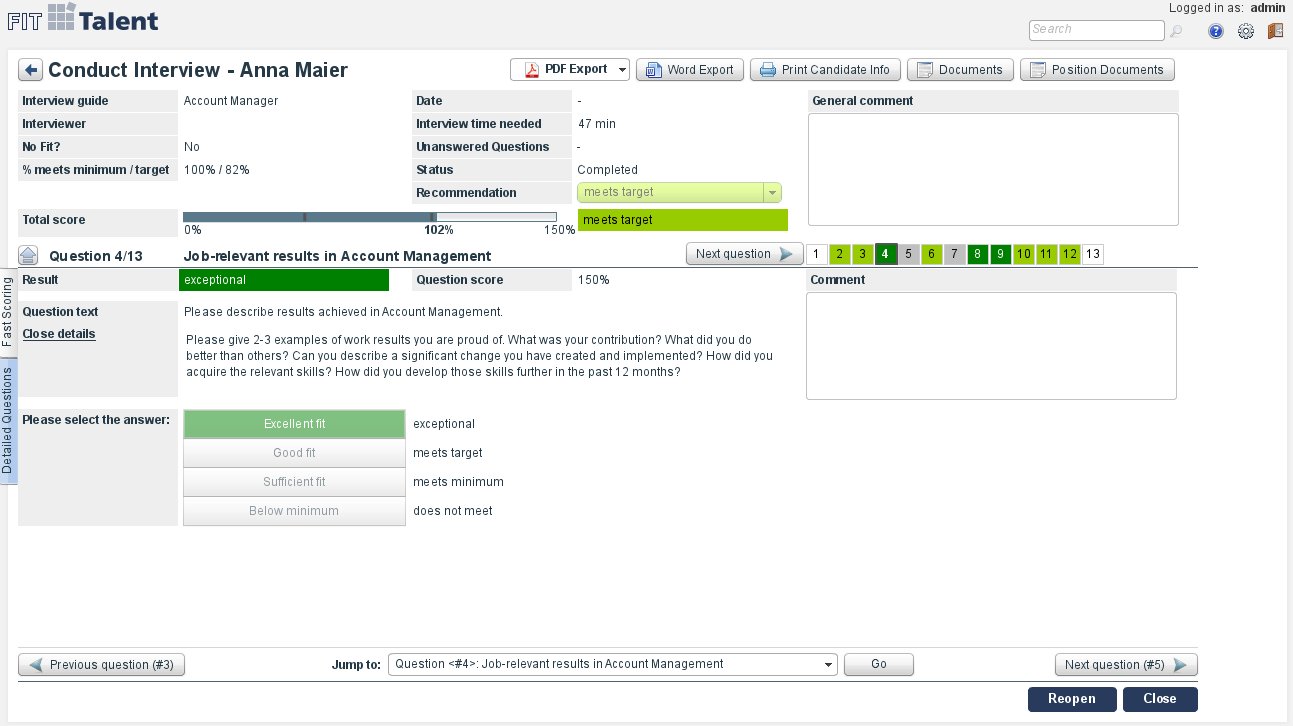 FIT Talent
Logged in as: admin
Search
Conduct Interview - Anna Maier
PDF Export
Word Export
Print Candidate Info
Documents
Position Documents
Interview guide Account Manager
Interviewer
No Fit? No
% meets minimum / target 100% / 82%
Date -
Interview time needed 47 min
Unanswered Questions -
Status Completed
Recommendation meets target
General comment
Total score
0% 102% 150%
meets target
Question 4/13 Job-relevant results in Account Management
Next question
1 2 3 4 5 6 7 8 9 10 11 12 13
Fast Scoring
Detailed Questions
Result exceptional
Question score 150%
Comment
Question text Please describe results achieved in Account Management.
Close details
Please give 2-3 examples of work results you are proud of. What was your contribution? What did you do
better than others? Can you describe a significant change you have created and implemented? How did you
acquire the relevant skills? How did you develop those skills further in the past 12 months?
Please select the answer:
Excellent fit exceptional
Good fit meets target
Sufficient fit meets minimum
Below minimum does not meet
Previous question (#3)
Jump to: Question <#4>: Job-relevant results in Account Management
Go
Next question (#5)
Reopen
Close